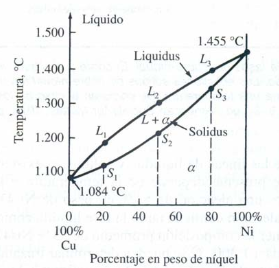 Líquido
1.455 °C
1.500
L₃
Liquidus
1.400
L₂
S₃
1.300
L₁
L + α
Solidus
S₂
1.200
1.100
S₁
α
1.084 °C
Temperatura, °C
0 20 40 60 80 100%
100% Ni
Cu
Porcentaje en peso de níquel